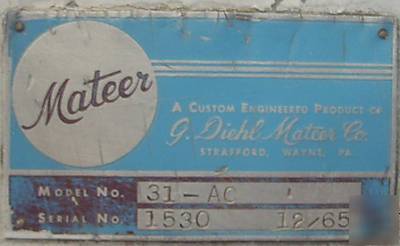 Mateer
A CUSTOM ENGINEERED PRODUCT OF
G. Diehl Mateer Co.
STRAFFORD, WAYNE, PA.
MODEL NO. 31-AC
SERIAL NO. 1530 12/65